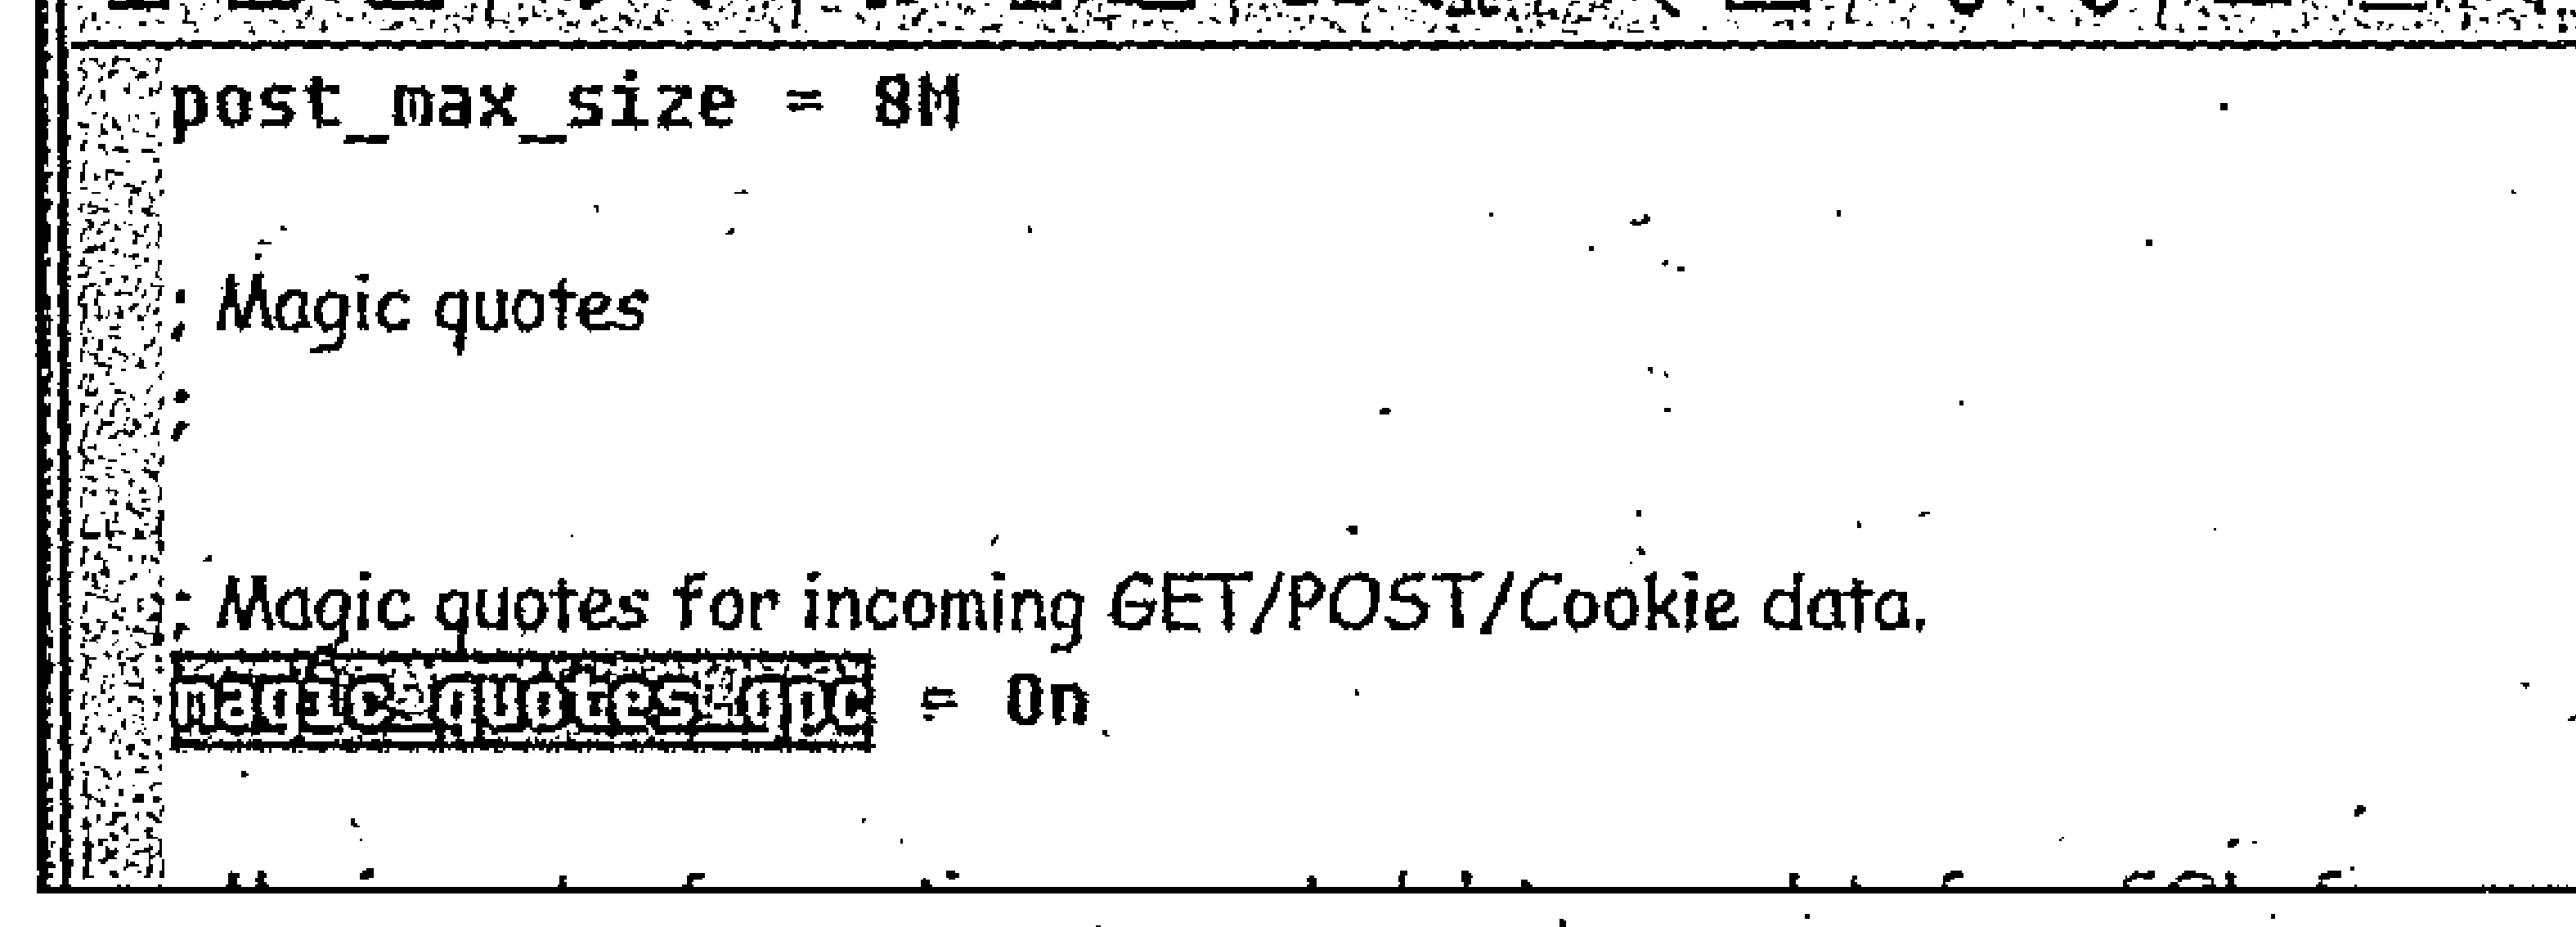 post_max_size = 8M
; Magic quotes
;
; Magic quotes for incoming GET/POST/Cookie data.
magic_quotes_gpc = On